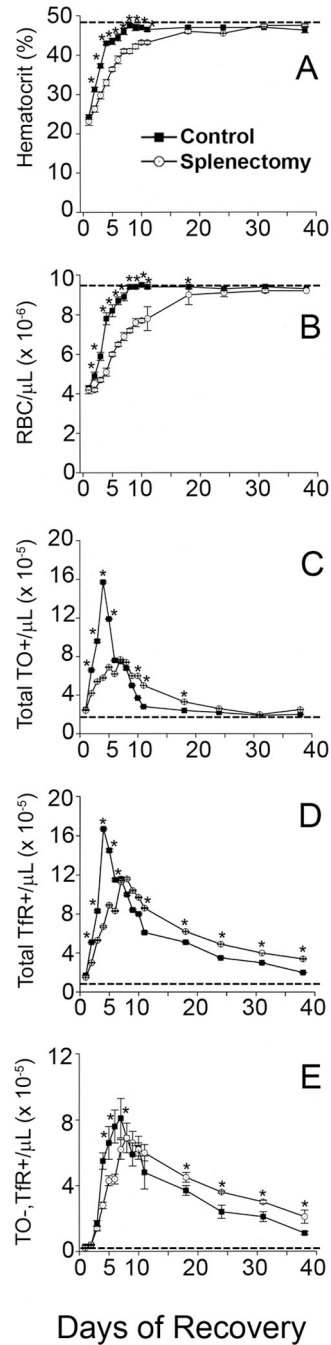 60
50
40
30
20
10
0
Hematocrit (%)
A
Control
Splenectomy
0 5 10 20 30 40
* * * * * * * * * *
12
10
8
6
4
2
0
RBC/μL (x 10⁻⁶)
B
0 5 10 20 30 40
20
16
12
8
4
0
Total TO+/μL (x 10⁻⁵)
C
0 5 10 20 30 40
20
16
12
8
4
0
Total TfR+/μL (x 10⁻⁵)
D
0 5 10 20 30 40
12
8
4
0
TO-,TfR+/μL (x 10⁻⁵)
E
0 5 10 20 30 40
Days of Recovery